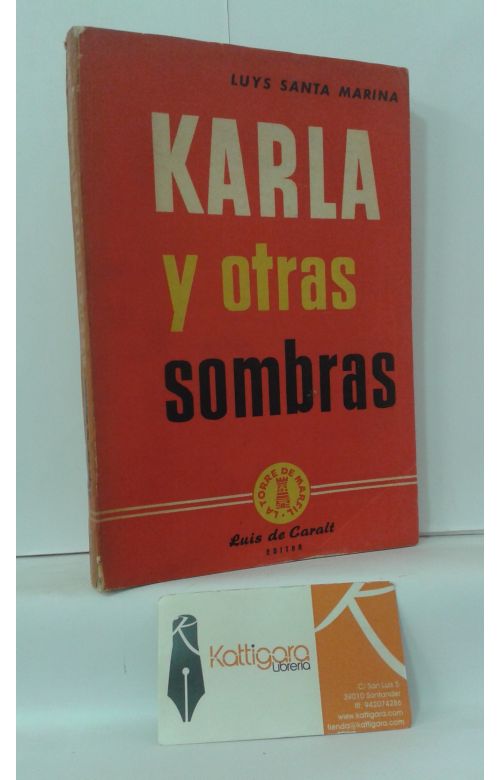 LUYS SANTA MARINA
KARLA
y otras
sombras
LA TORRE DE MARFIL
Luis de Caralt
EDITOR
Kattigara
Librería
C/ San Luis 5
39010 Santander
tlf: 942074286
www.kattigara.com
tienda@kattigara.com